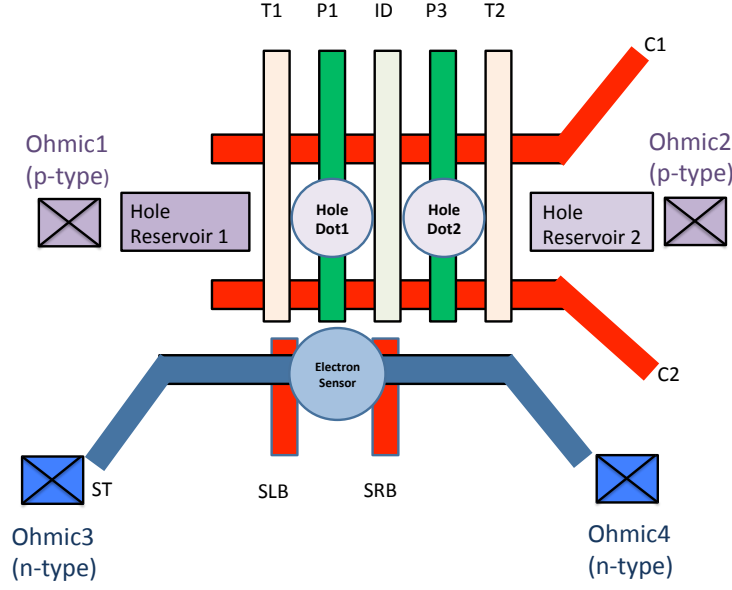 T1 P1 ID P3 T2
C1
Ohmic1
(p-type)
Ohmic2
(p-type)
Hole
Reservoir 1
Hole
Dot1
Hole
Dot2
Hole
Reservoir 2
Electron
Sensor
C2
ST
SLB
SRB
Ohmic3
(n-type)
Ohmic4
(n-type)